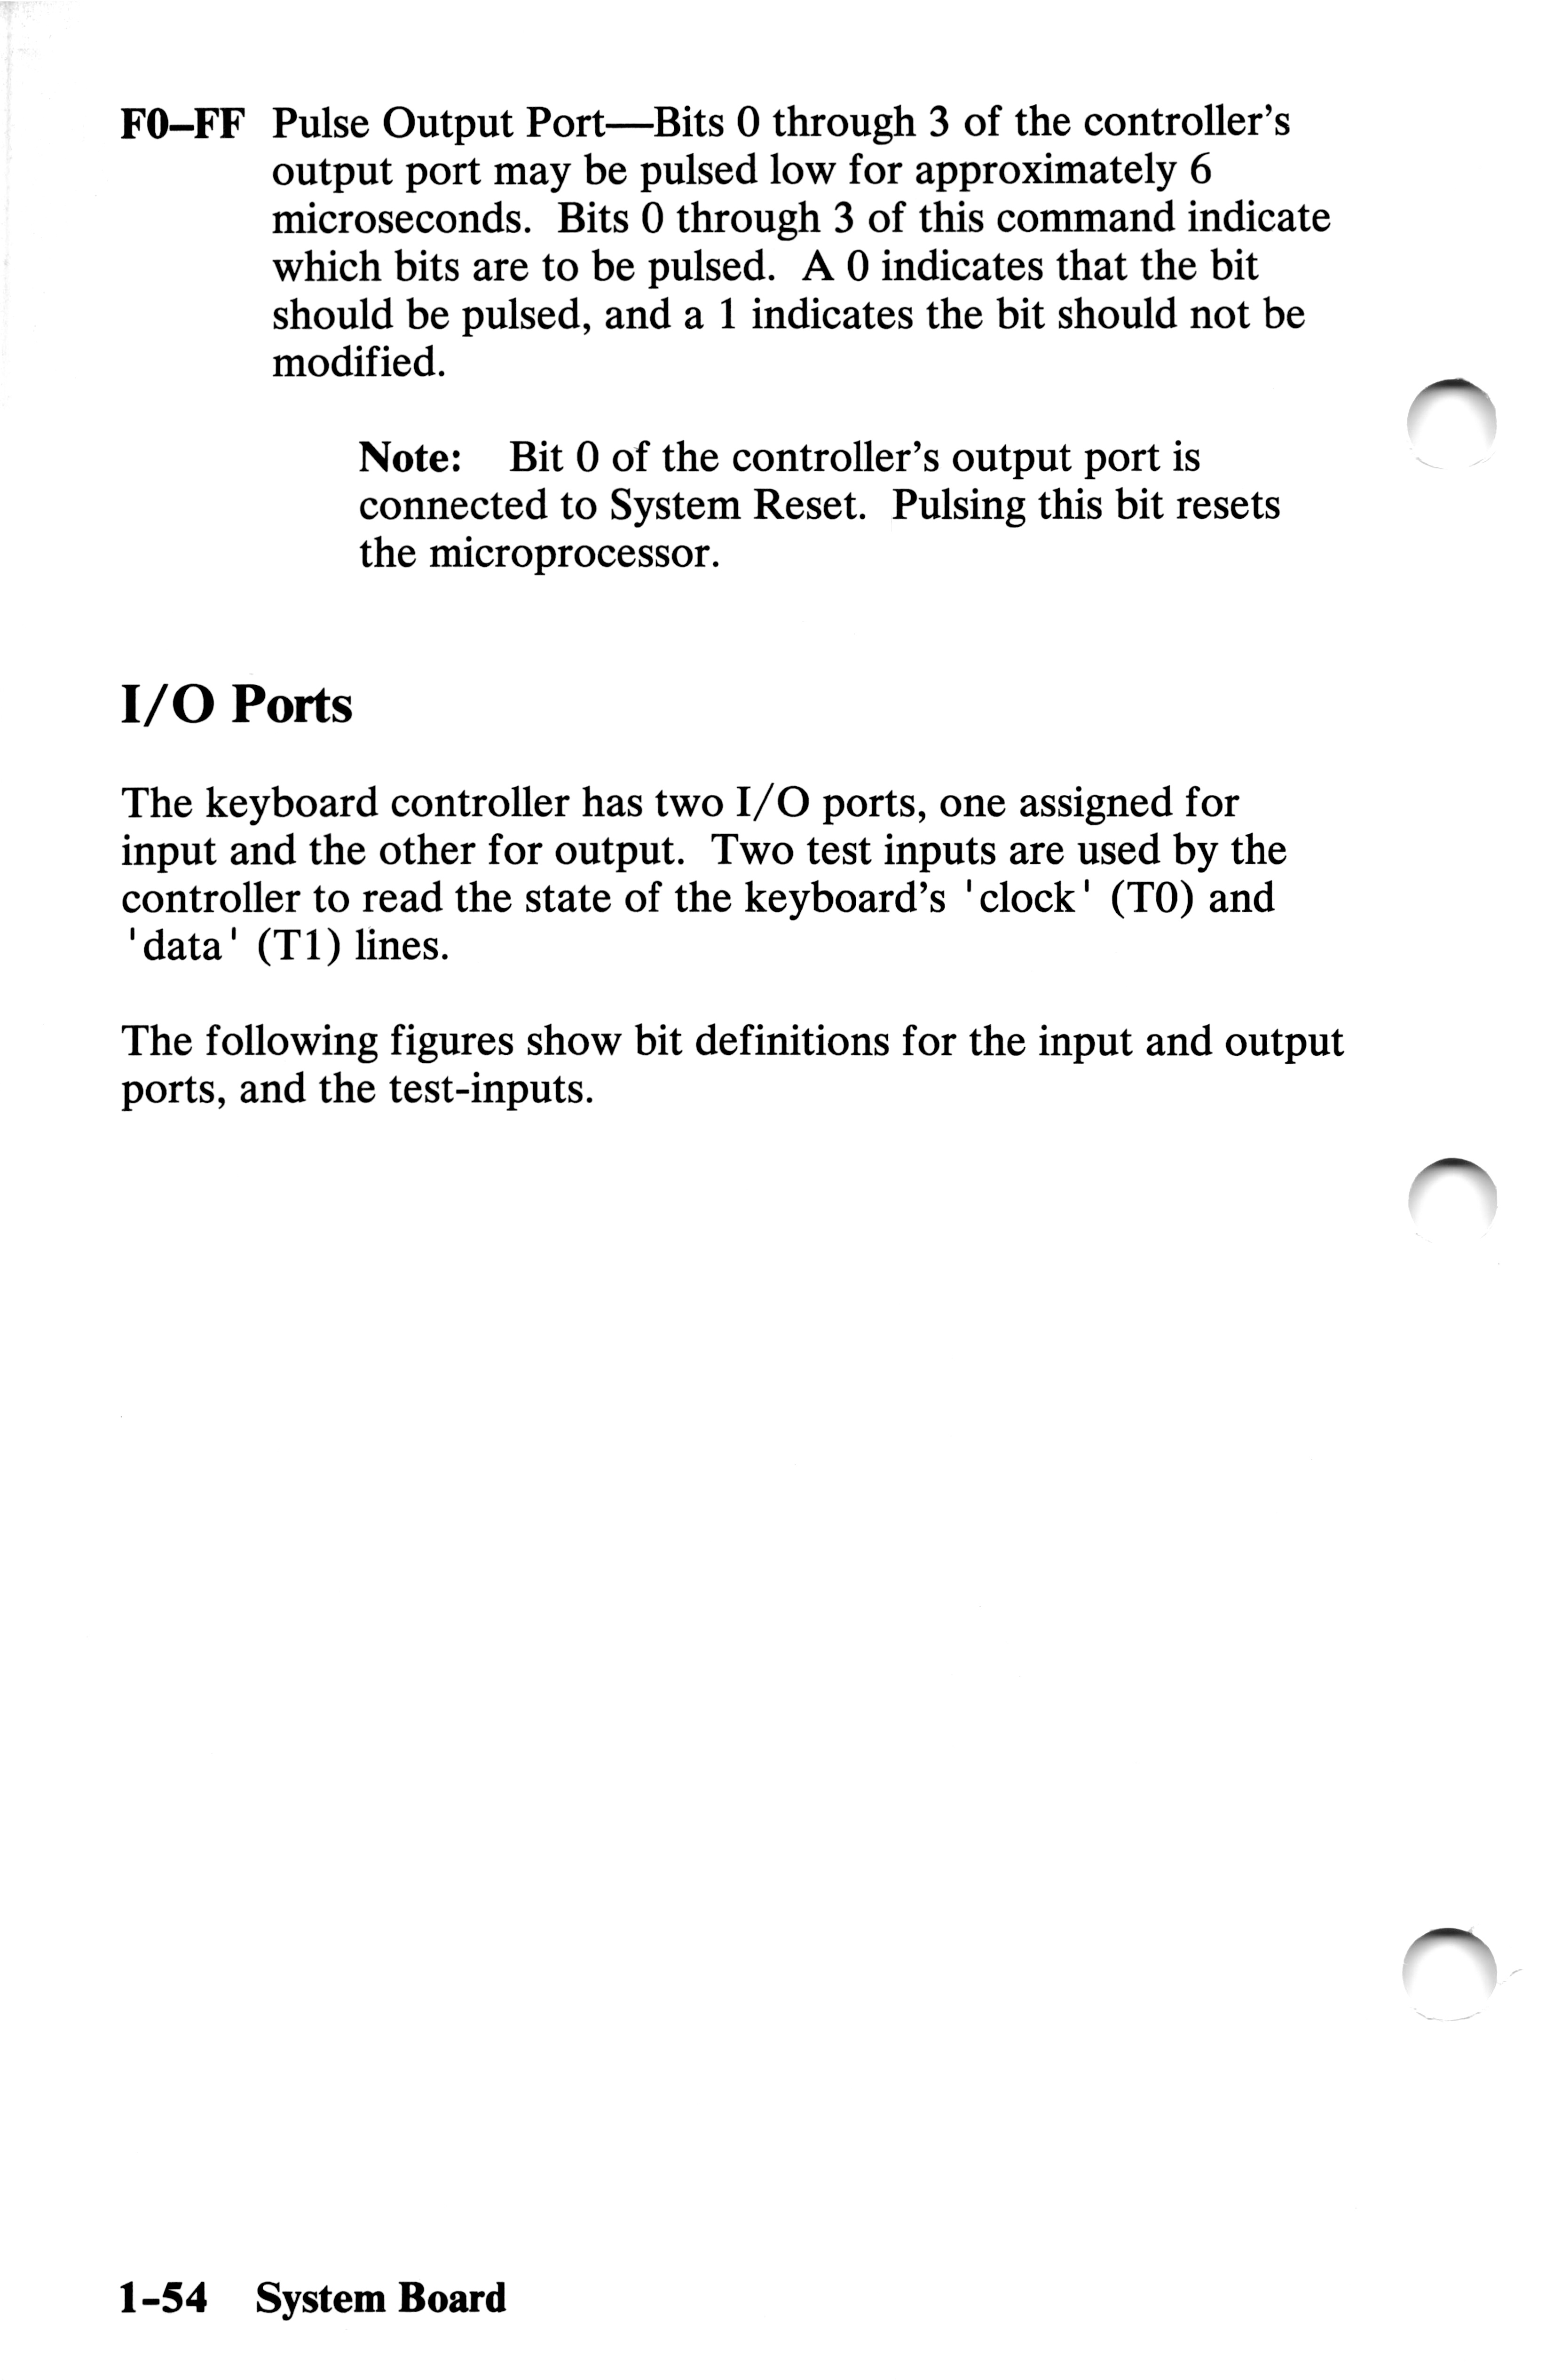 F0–FF Pulse Output Port—Bits 0 through 3 of the controller's
output port may be pulsed low for approximately 6
microseconds. Bits 0 through 3 of this command indicate
which bits are to be pulsed. A 0 indicates that the bit
should be pulsed, and a 1 indicates the bit should not be
modified.
Note: Bit 0 of the controller's output port is
connected to System Reset. Pulsing this bit resets
the microprocessor.
I/O Ports
The keyboard controller has two I/O ports, one assigned for
input and the other for output. Two test inputs are used by the
controller to read the state of the keyboard's 'clock' (T0) and
'data' (T1) lines.
The following figures show bit definitions for the input and output
ports, and the test-inputs.
1-54 System Board